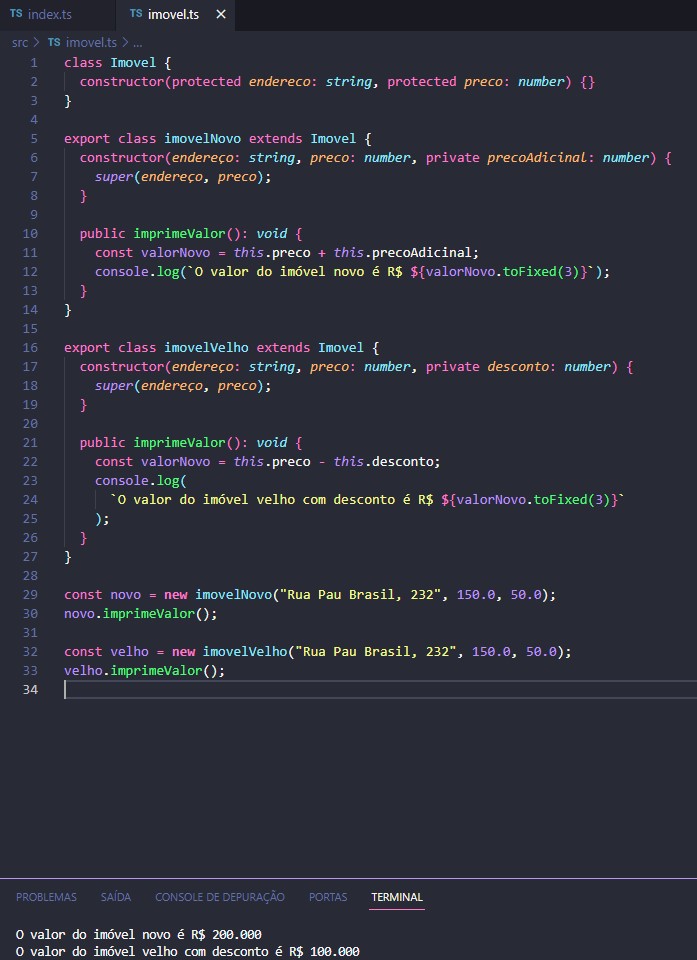 TS index.ts TS imovel.ts ×
src > TS imovel.ts > ...
1 class Imovel {
2 constructor(protected endereco: string, protected preco: number) {}
3 }
4
5 export class imovelNovo extends Imovel {
6 constructor(endereço: string, preco: number, private precoAdicinal: number) {
7 super(endereço, preco);
8 }
9
10 public imprimeValor(): void {
11 const valorNovo = this.preco + this.precoAdicinal;
12 console.log(`O valor do imóvel novo é R$ ${valorNovo.toFixed(3)}`);
13 }
14 }
15
16 export class imovelVelho extends Imovel {
17 constructor(endereço: string, preco: number, private desconto: number) {
18 super(endereço, preco);
19 }
20
21 public imprimeValor(): void {
22 const valorNovo = this.preco - this.desconto;
23 console.log(
24 `O valor do imóvel velho com desconto é R$ ${valorNovo.toFixed(3)}`
25 );
26 }
27 }
28
29 const novo = new imovelNovo("Rua Pau Brasil, 232", 150.0, 50.0);
30 novo.imprimeValor();
31
32 const velho = new imovelVelho("Rua Pau Brasil, 232", 150.0, 50.0);
33 velho.imprimeValor();
34
PROBLEMAS SAÍDA CONSOLE DE DEPURAÇÃO PORTAS TERMINAL
O valor do imóvel novo é R$ 200.000
O valor do imóvel velho com desconto é R$ 100.000